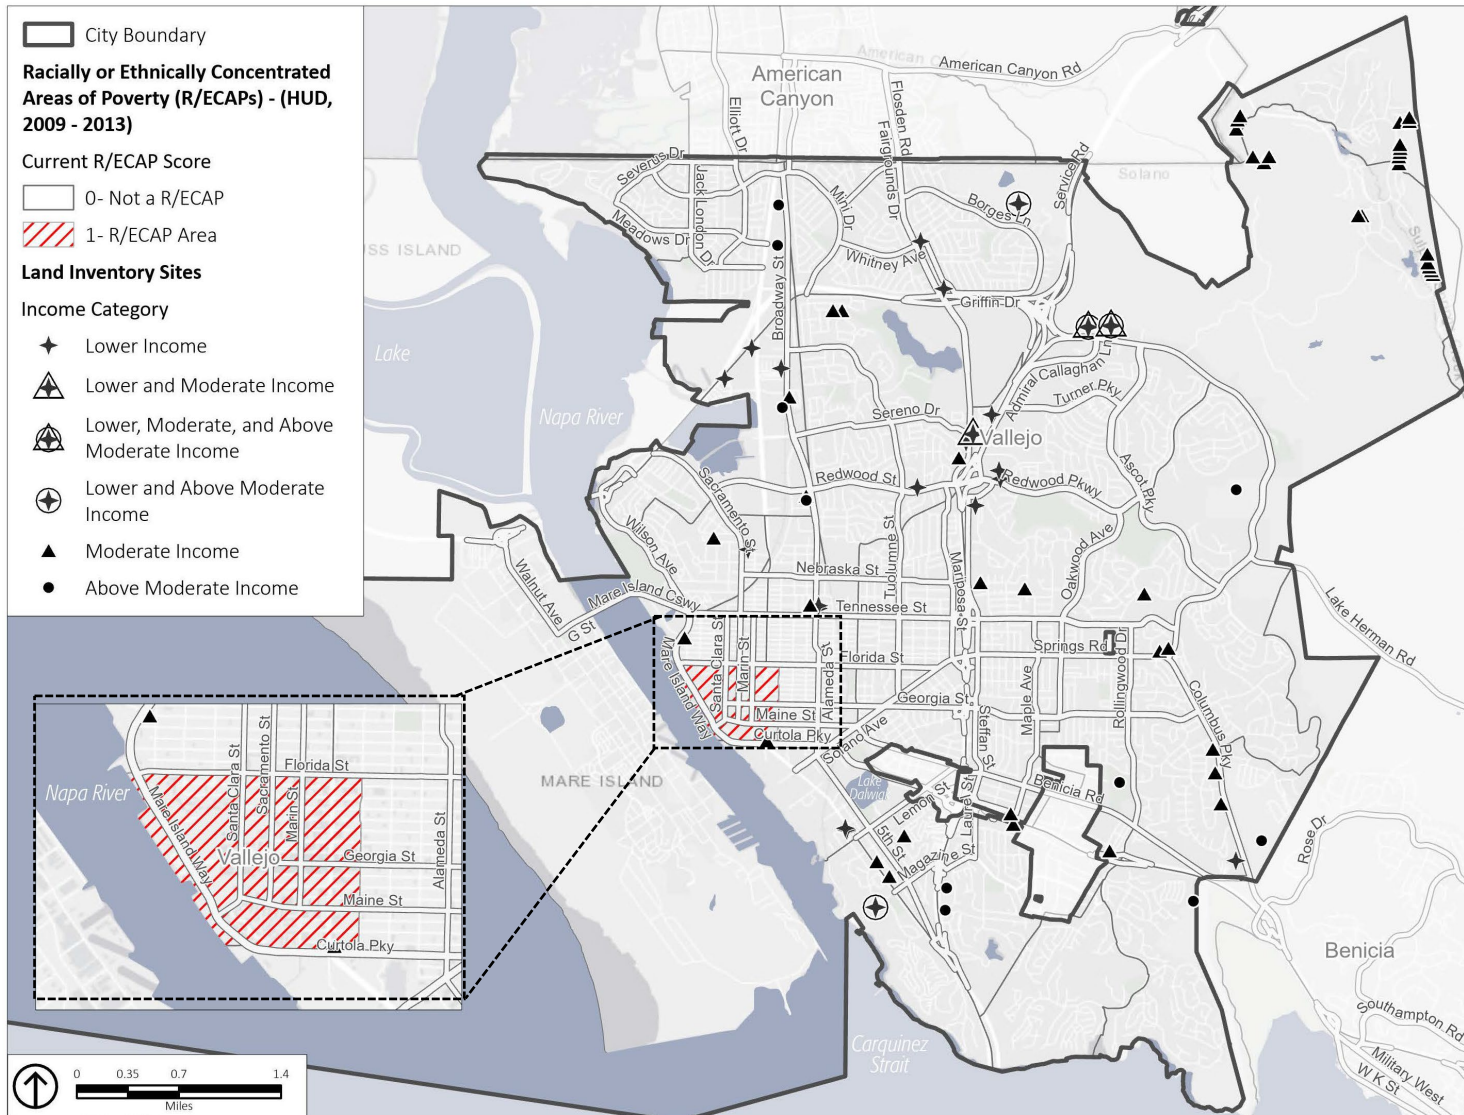 City Boundary
Racially or Ethnically Concentrated
Areas of Poverty (R/ECAPs) - (HUD,
2009 - 2013)
Current R/ECAP Score
0- Not a R/ECAP
1- R/ECAP Area
Land Inventory Sites
Income Category
Lower Income
Lower and Moderate Income
Lower, Moderate, and Above
Moderate Income
Lower and Above Moderate
Income
Moderate Income
Above Moderate Income
American Canyon Rd
American
Canyon
Elliott Dr
Flosden Rd
Fairgrounds Dr
Service Rd
Solano
Severus Dr
Jack London Dr
Meadows Dr
Mini Dr
Borges Ln
Whitney Ave
Broadway St
Griffin Dr
USS ISLAND
Lake
Napa River
Admiral Callaghan Ln
Turner Pky
Sereno Dr
Vallejo
Ascot Pky
Redwood St
Redwood Pkwy
Sacramento St
Wilson Ave
Oakwood Ave
Tuolumne St
Mariposa St
Nebraska St
Walnut Ave
G St
Mare Island Cswy
Tennessee St
Lake Herman Rd
Santa Clara St
Marin St
Mare Island Way
Florida St
Alameda St
Springs Rd
Rollingwood Dr
Georgia St
Maple Ave
Columbus Pky
Maine St
Curtola Pky
Solano Ave
Steffan St
MARE ISLAND
Lake
Dalwigk
Lemon St
Laurel St
Benicia Rd
5th St
Magazine St
Rose Dr
Benicia
Southampton Rd
Military West
W K St
Carquinez
Strait
Napa River
Mare Island Way
Santa Clara St
Sacramento St
Marin St
Florida St
Vallejo
Georgia St
Alameda St
Maine St
Curtola Pky
0 0.35 0.7 1.4
Miles